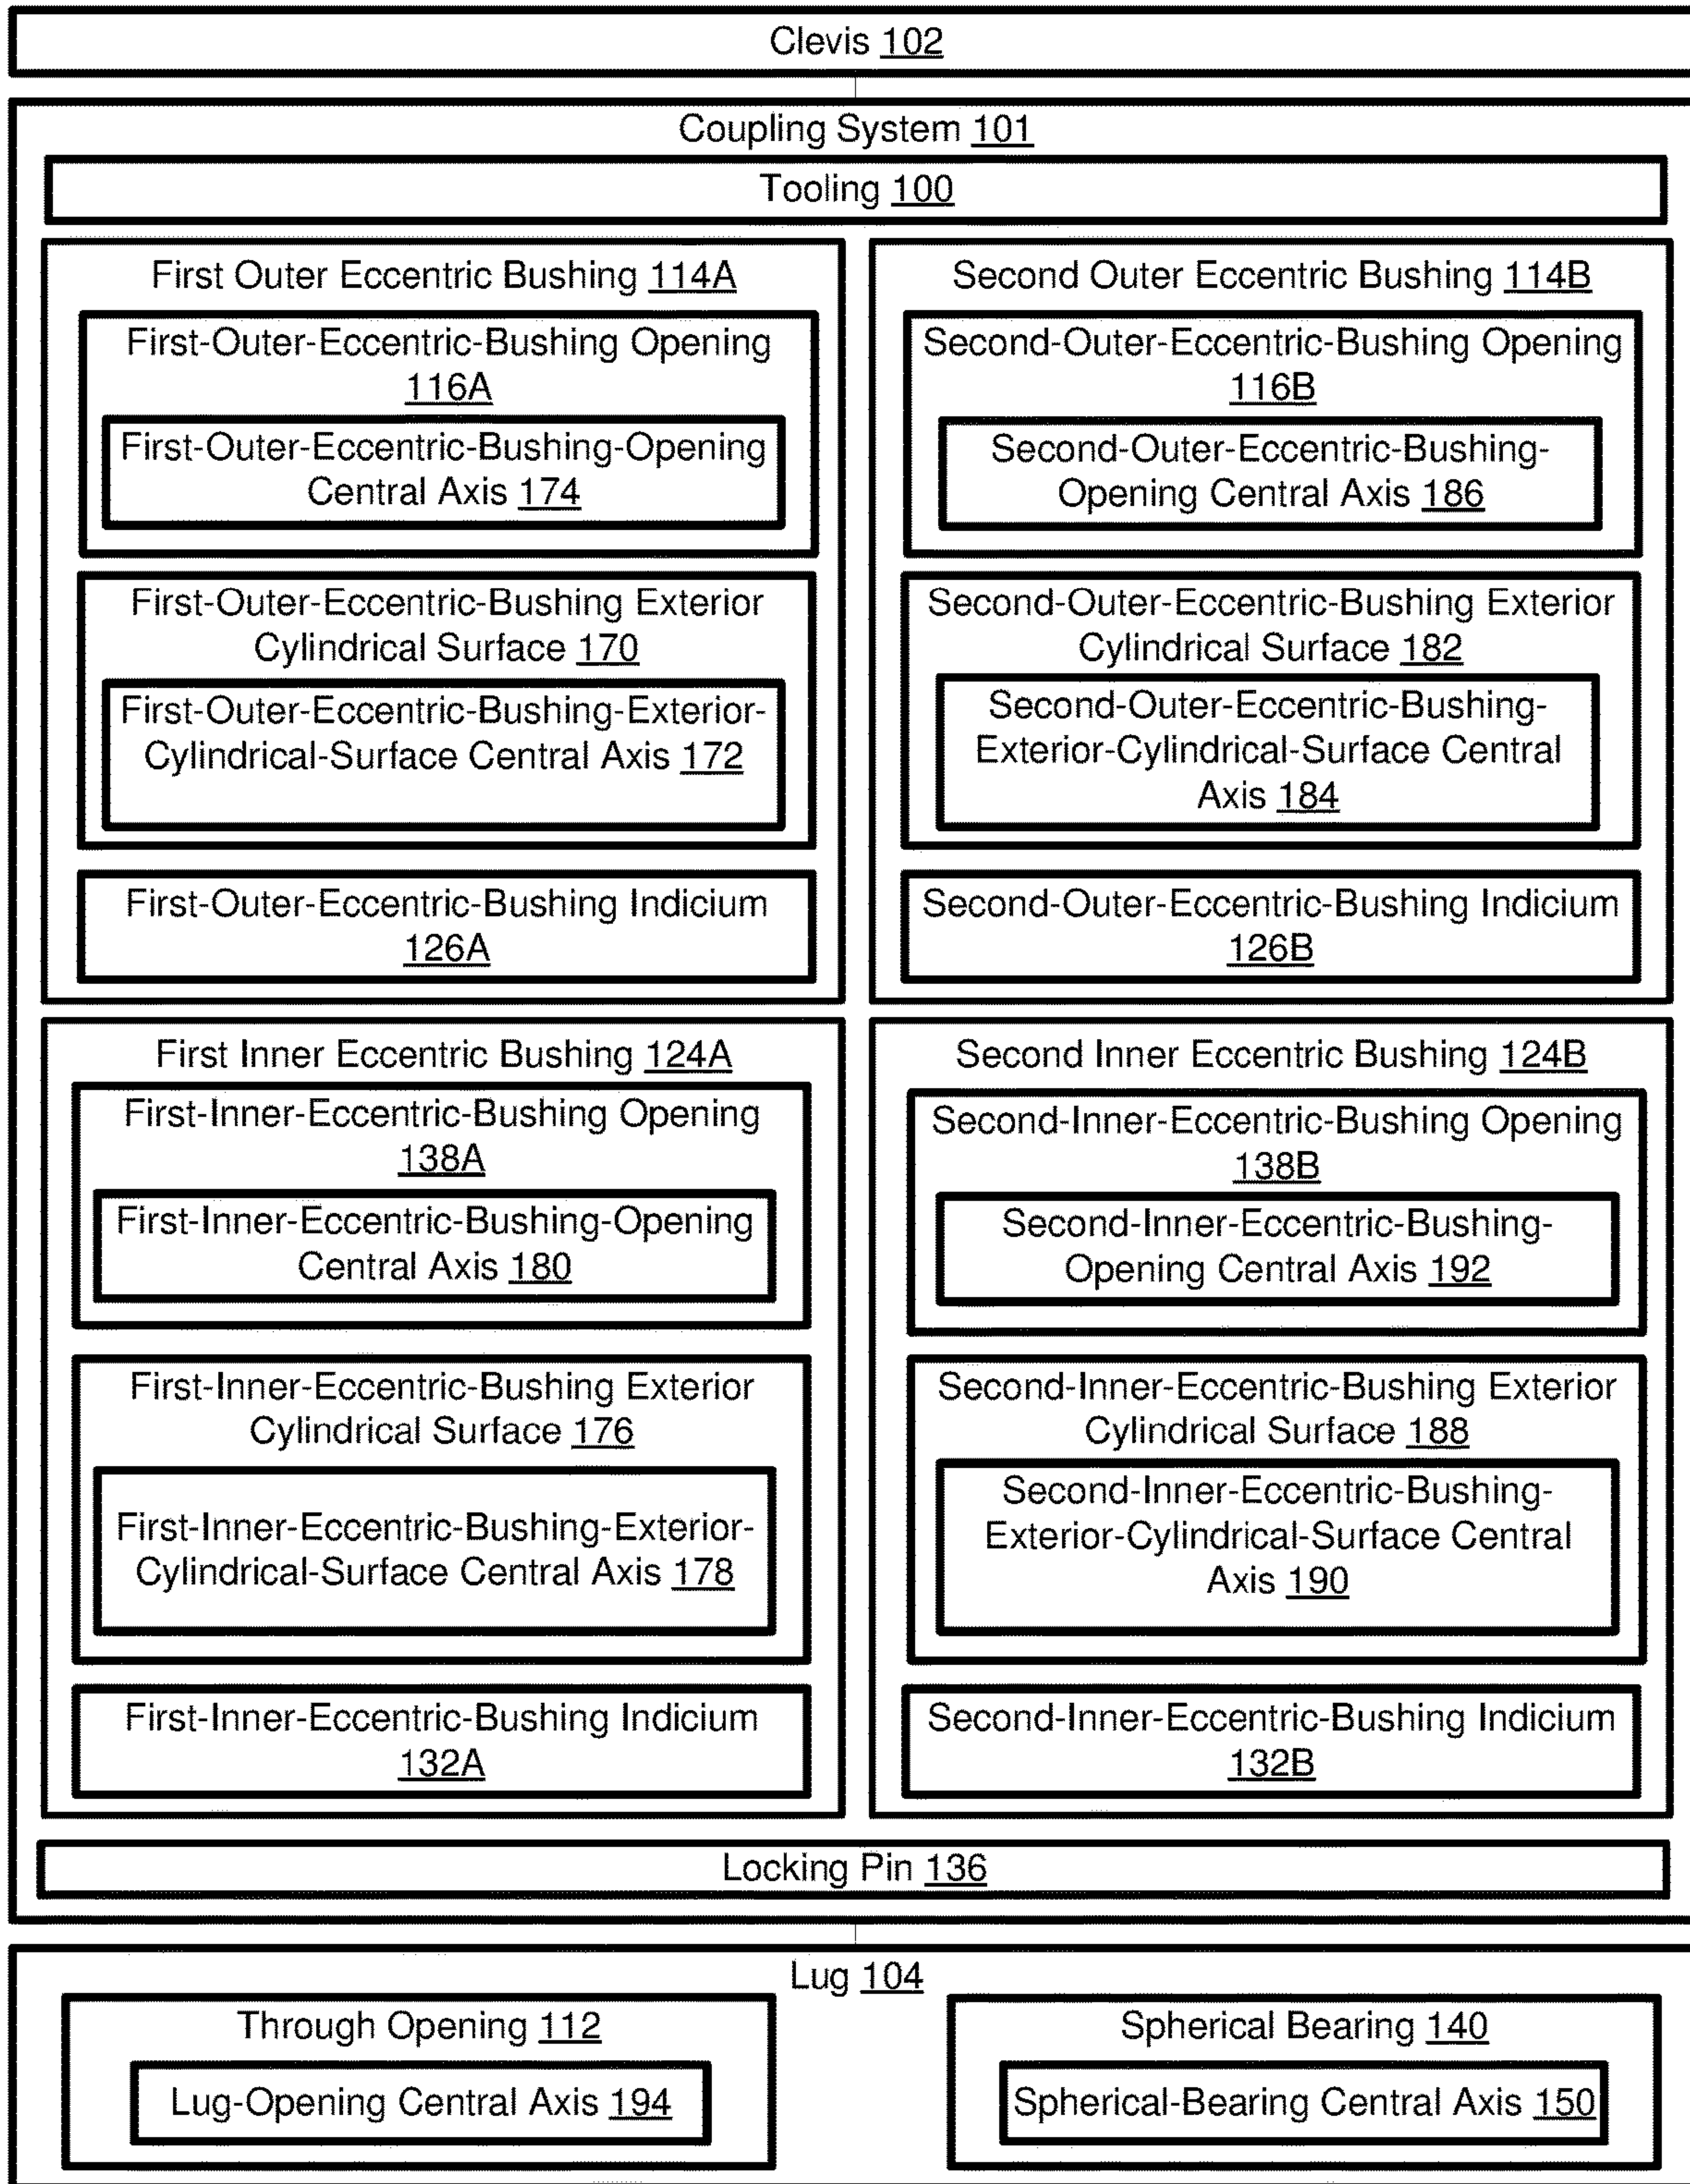 Clevis 102
Coupling System 101
Tooling 100
First Outer Eccentric Bushing 114A
First-Outer-Eccentric-Bushing Opening
116A
First-Outer-Eccentric-Bushing-Opening
Central Axis 174
First-Outer-Eccentric-Bushing Exterior
Cylindrical Surface 170
First-Outer-Eccentric-Bushing-Exterior-
Cylindrical-Surface Central Axis 172
First-Outer-Eccentric-Bushing Indicium
126A
Second Outer Eccentric Bushing 114B
Second-Outer-Eccentric-Bushing Opening
116B
Second-Outer-Eccentric-Bushing-
Opening Central Axis 186
Second-Outer-Eccentric-Bushing Exterior
Cylindrical Surface 182
Second-Outer-Eccentric-Bushing-
Exterior-Cylindrical-Surface Central
Axis 184
Second-Outer-Eccentric-Bushing Indicium
126B
First Inner Eccentric Bushing 124A
First-Inner-Eccentric-Bushing Opening
138A
First-Inner-Eccentric-Bushing-Opening
Central Axis 180
First-Inner-Eccentric-Bushing Exterior
Cylindrical Surface 176
First-Inner-Eccentric-Bushing-Exterior-
Cylindrical-Surface Central Axis 178
First-Inner-Eccentric-Bushing Indicium
132A
Second Inner Eccentric Bushing 124B
Second-Inner-Eccentric-Bushing Opening
138B
Second-Inner-Eccentric-Bushing-
Opening Central Axis 192
Second-Inner-Eccentric-Bushing Exterior
Cylindrical Surface 188
Second-Inner-Eccentric-Bushing-
Exterior-Cylindrical-Surface Central
Axis 190
Second-Inner-Eccentric-Bushing Indicium
132B
Locking Pin 136
Lug 104
Through Opening 112
Lug-Opening Central Axis 194
Spherical Bearing 140
Spherical-Bearing Central Axis 150